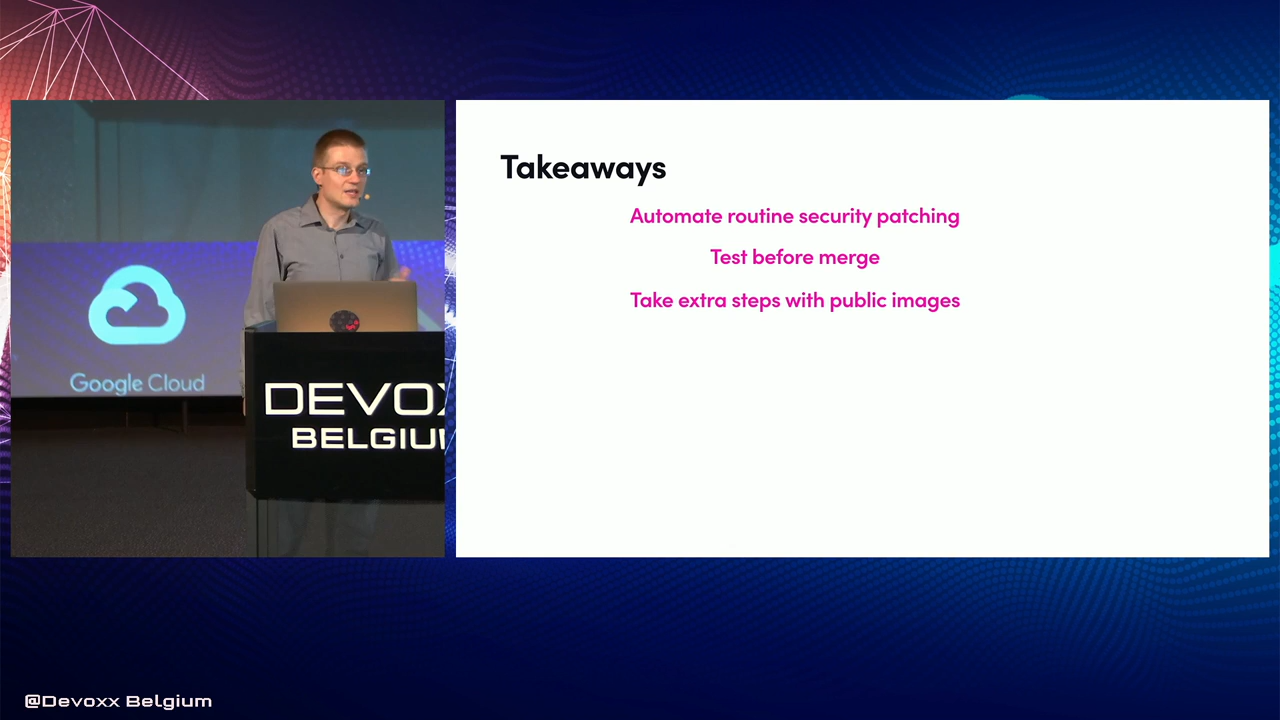 Takeaways
Automate routine security patching
Test before merge
Take extra steps with public images
Google Cloud
DEVOX
BELGIU
@Devoxx Belgium